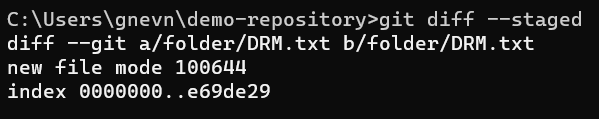 C:\Users\gnevn\demo-repository>git diff --staged
diff --git a/folder/DRM.txt b/folder/DRM.txt
new file mode 100644
index 0000000..e69de29